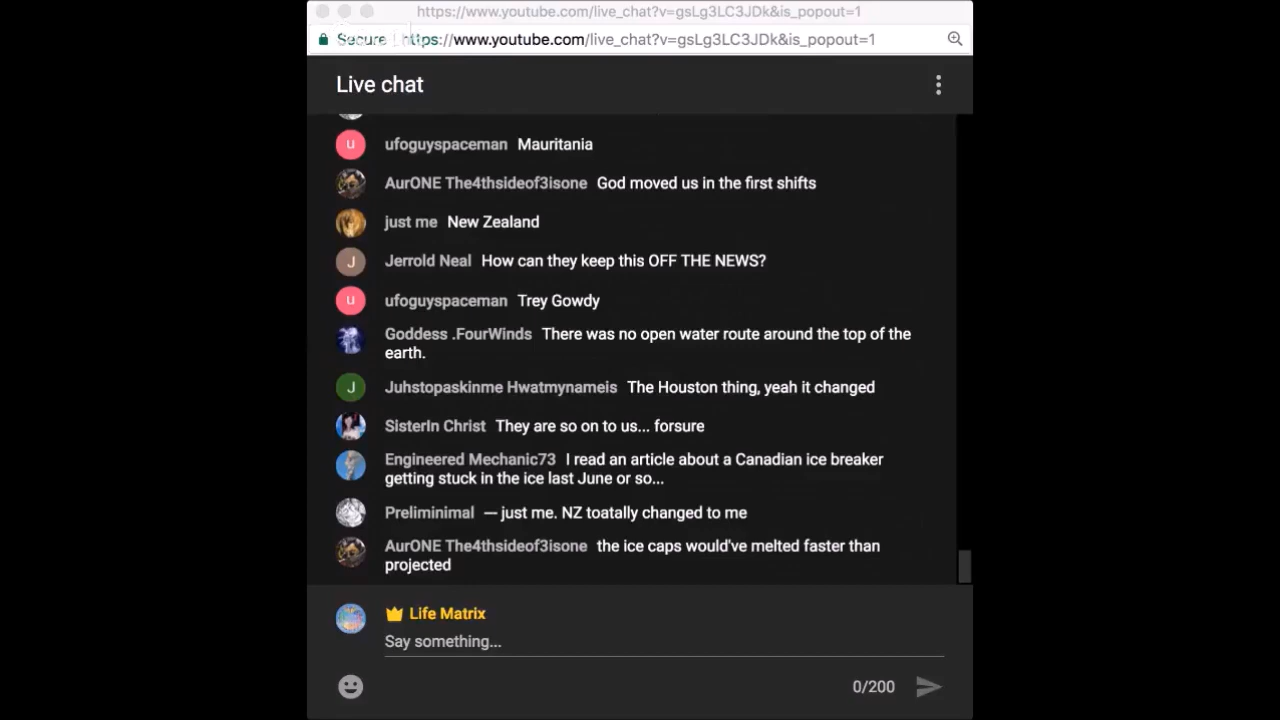 https://www.youtube.com/live_chat?v=gsLg3LC3JDk&is_popout=1
Secure https://www.youtube.com/live_chat?v=gsLg3LC3JDk&is_popout=1
Live chat
u ufoguyspaceman Mauritania
AurONE The4thsideof3isone God moved us in the first shifts
just me New Zealand
J Jerrold Neal How can they keep this OFF THE NEWS?
u ufoguyspaceman Trey Gowdy
Goddess .FourWinds There was no open water route around the top of the
earth.
J Juhstopaskinme Hwatmynameis The Houston thing, yeah it changed
SisterIn Christ They are so on to us... forsure
Engineered Mechanic73 I read an article about a Canadian ice breaker
getting stuck in the ice last June or so...
Preliminimal — just me. NZ toatally changed to me
AurONE The4thsideof3isone the ice caps would've melted faster than
projected
Life Matrix
Say something...
0/200